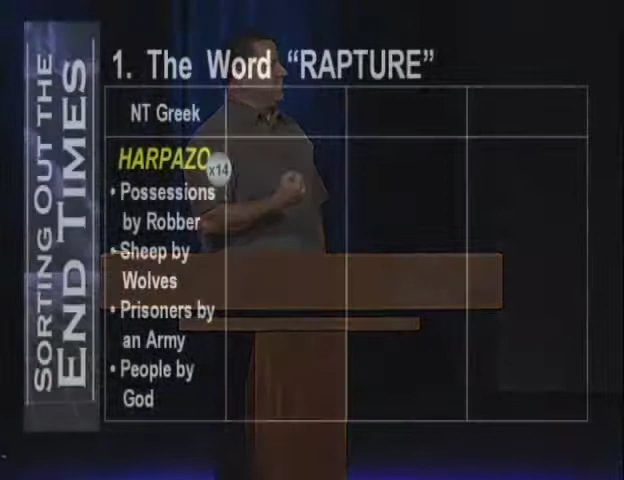 SORTING OUT THE
END TIMES
1. The Word “RAPTURE”
NT Greek
HARPAZO
x14
• Possessions
by Robber
• Sheep by
Wolves
• Prisoners by
an Army
• People by
God